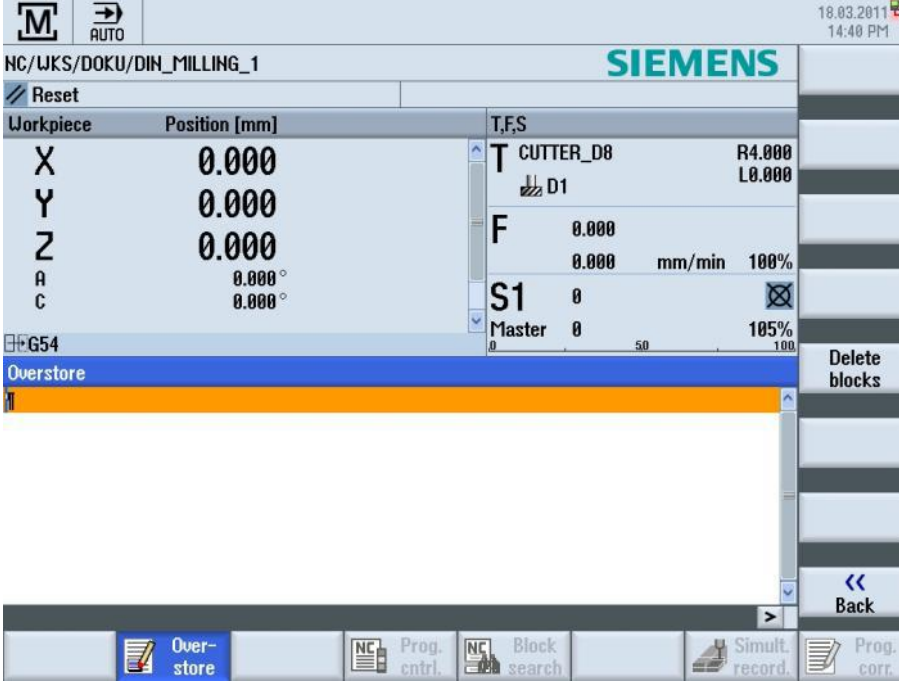 M
AUTO
18.03.2011
14:40 PM
NC/WKS/DOKU/DIN_MILLING_1
SIEMENS
Reset
Workpiece Position [mm]
T,F,S
X 0.000
T CUTTER_D8 R4.000
L0.000
D1
Y 0.000
F 0.000
Z 0.000
0.000 mm/min 100%
A 0.000°
C 0.000°
S1 0
Master 0 105%
G54
0 50 100
Overstore
¶
Delete
blocks
<<
Back
>
Over-
store
NC Prog.
cntrl.
NC Block
search
Simult.
record.
Prog.
corr.